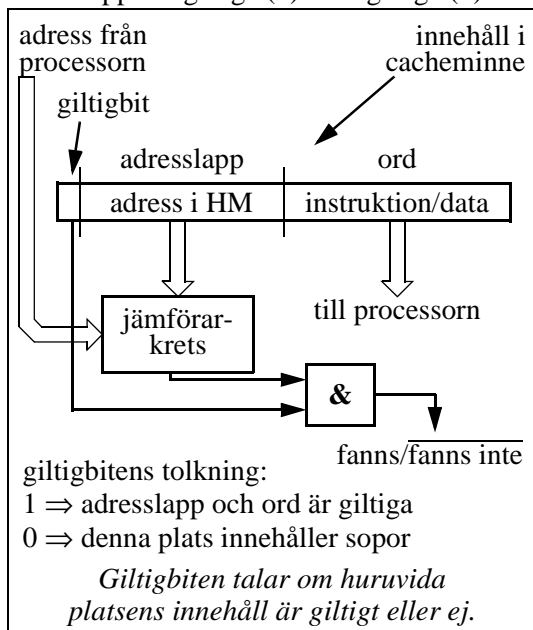 adress från
processorn
innehåll i
cacheminne
giltigbit
adresslapp
ord
adress i HM
instruktion/data
jämförar-
krets
till processorn
&
fanns/fanns inte
giltigbitens tolkning:
1 ⇒ adresslapp och ord är giltiga
0 ⇒ denna plats innehåller sopor
Giltigbiten talar om huruvida
platsens innehåll är giltigt eller ej.